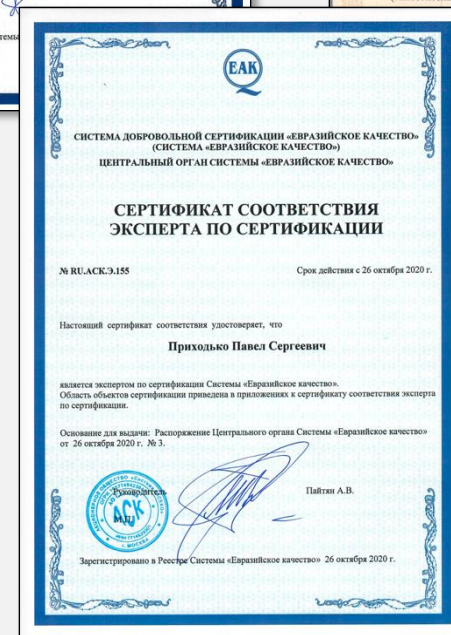 ЕАК
СИСТЕМА ДОБРОВОЛЬНОЙ СЕРТИФИКАЦИИ «ЕВРАЗИЙСКОЕ КАЧЕСТВО»
(СИСТЕМА «ЕВРАЗИЙСКОЕ КАЧЕСТВО»)
ЦЕНТРАЛЬНЫЙ ОРГАН СИСТЕМЫ «ЕВРАЗИЙСКОЕ КАЧЕСТВО»
СЕРТИФИКАТ СООТВЕТСТВИЯ
ЭКСПЕРТА ПО СЕРТИФИКАЦИИ
№ RU.АСК.Э.155 Срок действия с 26 октября 2020 г.
Настоящий сертификат соответствия удостоверяет, что
Приходько Павел Сергеевич
является экспертом по сертификации Системы «Евразийское качество».
Область объектов сертификации приведена в приложениях к сертификату соответствия эксперта
по сертификации.
Основание для выдачи: Распоряжение Центрального органа Системы «Евразийское качество»
от 26 октября 2020 г. № 3.
Руководитель Пайтян А.В.
АСК
М.П.
г. МОСКВА
Зарегистрировано в Реестре Системы «Евразийское качество» 26 октября 2020 г.